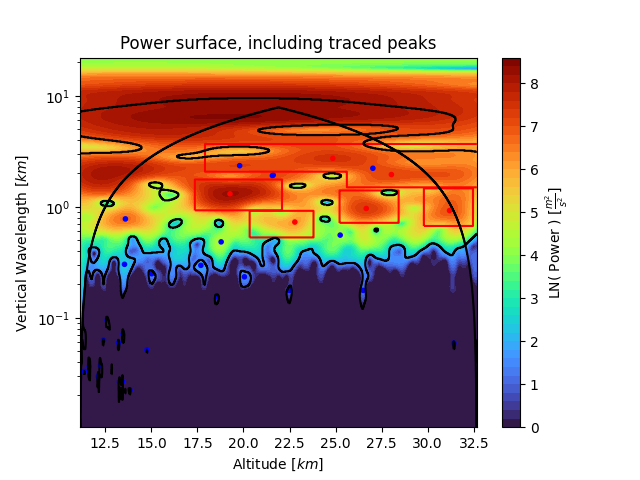 Power surface, including traced peaks
Vertical Wavelength [km]
10¹
10⁰
10⁻¹
12.5 15.0 17.5 20.0 22.5 25.0 27.5 30.0 32.5
Altitude [km]
8
7
6
5
4
3
2
1
0
LN( Power ) [m²/s²]